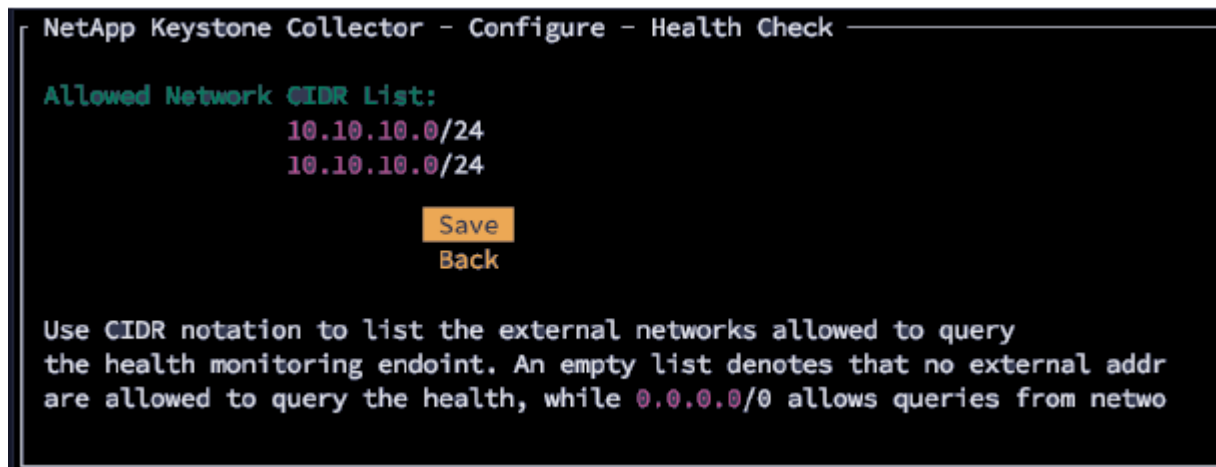 NetApp Keystone Collector - Configure - Health Check
Allowed Network CIDR List:
10.10.10.0/24
10.10.10.0/24
Save
Back
Use CIDR notation to list the external networks allowed to query
the health monitoring endoint. An empty list denotes that no external addr
are allowed to query the health, while 0.0.0.0/0 allows queries from netwo